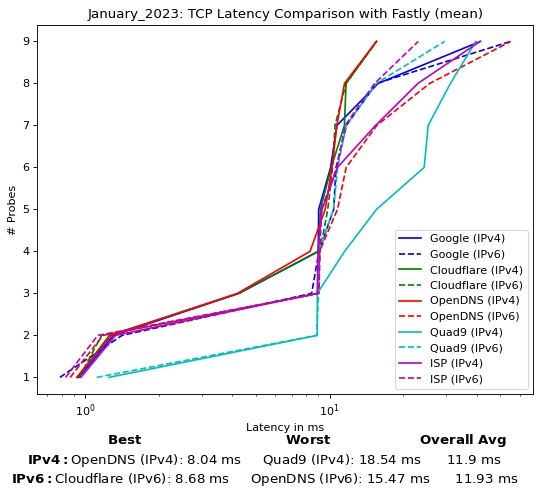 January_2023: TCP Latency Comparison with Fastly (mean)
# Probes
9
8
7
6
5
4
3
2
1
Google (IPv4)
Google (IPv6)
Cloudflare (IPv4)
Cloudflare (IPv6)
OpenDNS (IPv4)
OpenDNS (IPv6)
Quad9 (IPv4)
Quad9 (IPv6)
ISP (IPv4)
ISP (IPv6)
10⁰ 10¹
Latency in ms
Best Worst Overall Avg
IPv4: OpenDNS (IPv4): 8.04 ms Quad9 (IPv4): 18.54 ms 11.9 ms
IPv6: Cloudflare (IPv6): 8.68 ms OpenDNS (IPv6): 15.47 ms 11.93 ms